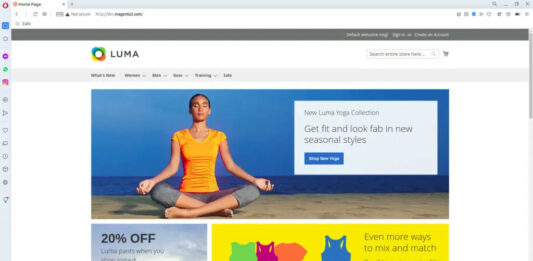 Home Page
Not secure http://dev.magento2.com/
Zale
Default welcome msg! Sign In or Create an Account
LUMA
Search entire store here...
What's New Women Men Gear Training Sale
New Luma Yoga Collection
Get fit and look fab in new
seasonal styles
Shop New Yoga
20% OFF
Luma pants when you
Even more ways
to mix and match